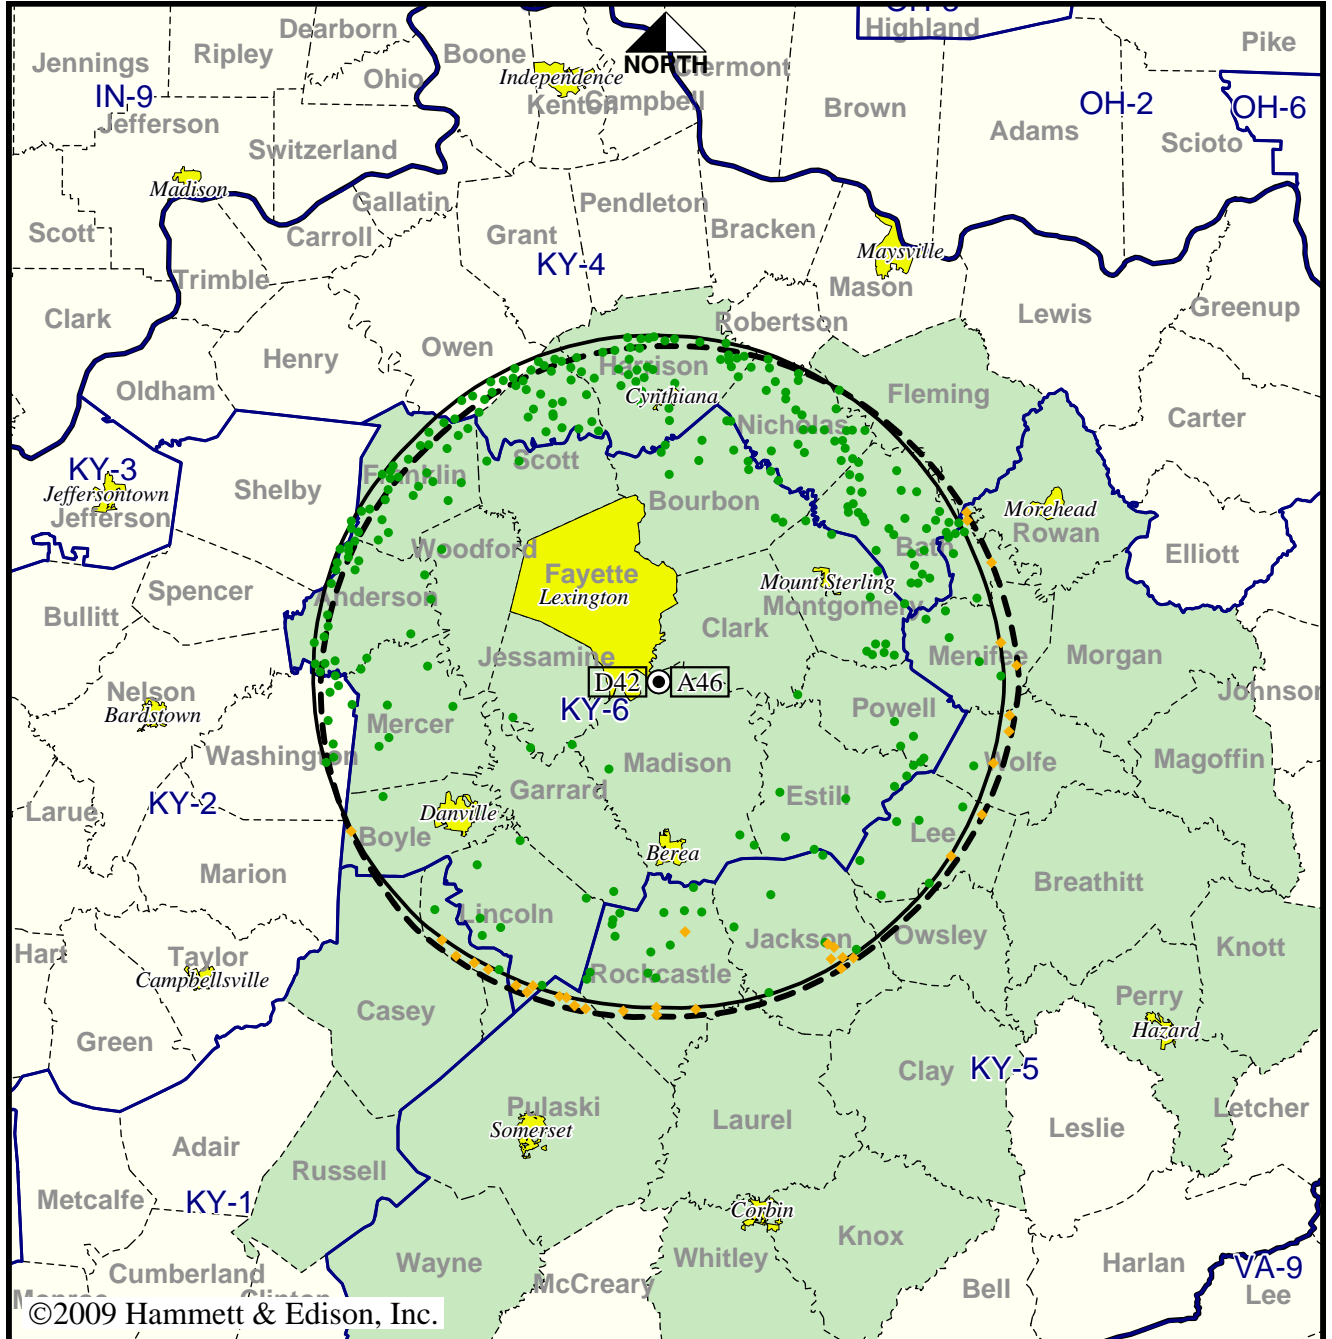 Highland
Dearborn
Pike
Ripley
Boone
Jennings
NORTH
Clermont
Independence
Ohio
IN-9
Kenton
Campbell
Brown
OH-2
OH-6
Jefferson
Adams
Scioto
Switzerland
Madison
Gallatin
Pendleton
Scott
Carroll
Grant
Bracken
Maysville
KY-4
Trimble
Mason
Clark
Robertson
Lewis
Greenup
Henry
Owen
Oldham
Harrison
Cynthiana
Fleming
Carter
Nicholas
KY-3
Scott
Franklin
Jeffersontown
Shelby
Bourbon
Morehead
Jefferson
Rowan
Woodford
Bath
Elliott
Fayette
Mount Sterling
Spencer
Anderson
Lexington
Montgomery
Bullitt
Clark
Jessamine
Menifee
Morgan
D42
A46
Nelson
Johnson
Bardstown
KY-6
Mercer
Powell
Washington
Madison
Wolfe
Magoffin
KY-2
Garrard
Estill
Larue
Danville
Boyle
Lee
Berea
Marion
Breathitt
Lincoln
Jackson
Owsley
Knott
Hart
Taylor
Campbellsville
Rockcastle
Perry
Casey
Hazard
Green
Clay
KY-5
Pulaski
Letcher
Somerset
Laurel
Leslie
Adair
Russell
Metcalfe
KY-1
Corbin
Knox
Wayne
Whitley
Harlan
Cumberland
McCreary
VA-9
Bell
Lee
©2009 Hammett & Edison, Inc.